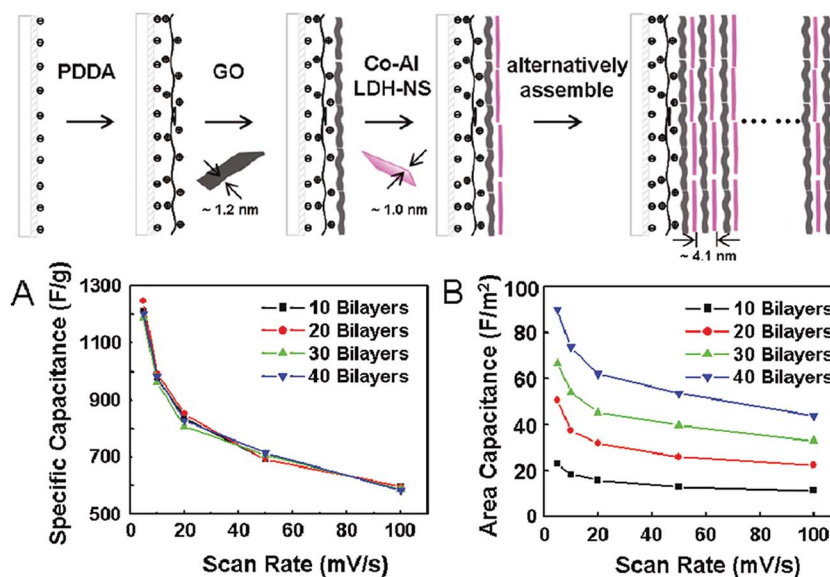 PDDA
GO
Co-Al
LDH-NS
alternatively
assemble
~ 1.2 nm
~ 1.0 nm
~ 4.1 nm
A
Specific Capacitance (F/g)
1300
1100
900
700
500
10 Bilayers
20 Bilayers
30 Bilayers
40 Bilayers
0 20 40 60 80 100
Scan Rate (mV/s)
B
Area Capacitance (F/m²)
100
80
60
40
20
0
10 Bilayers
20 Bilayers
30 Bilayers
40 Bilayers
0 20 40 60 80 100
Scan Rate (mV/s)